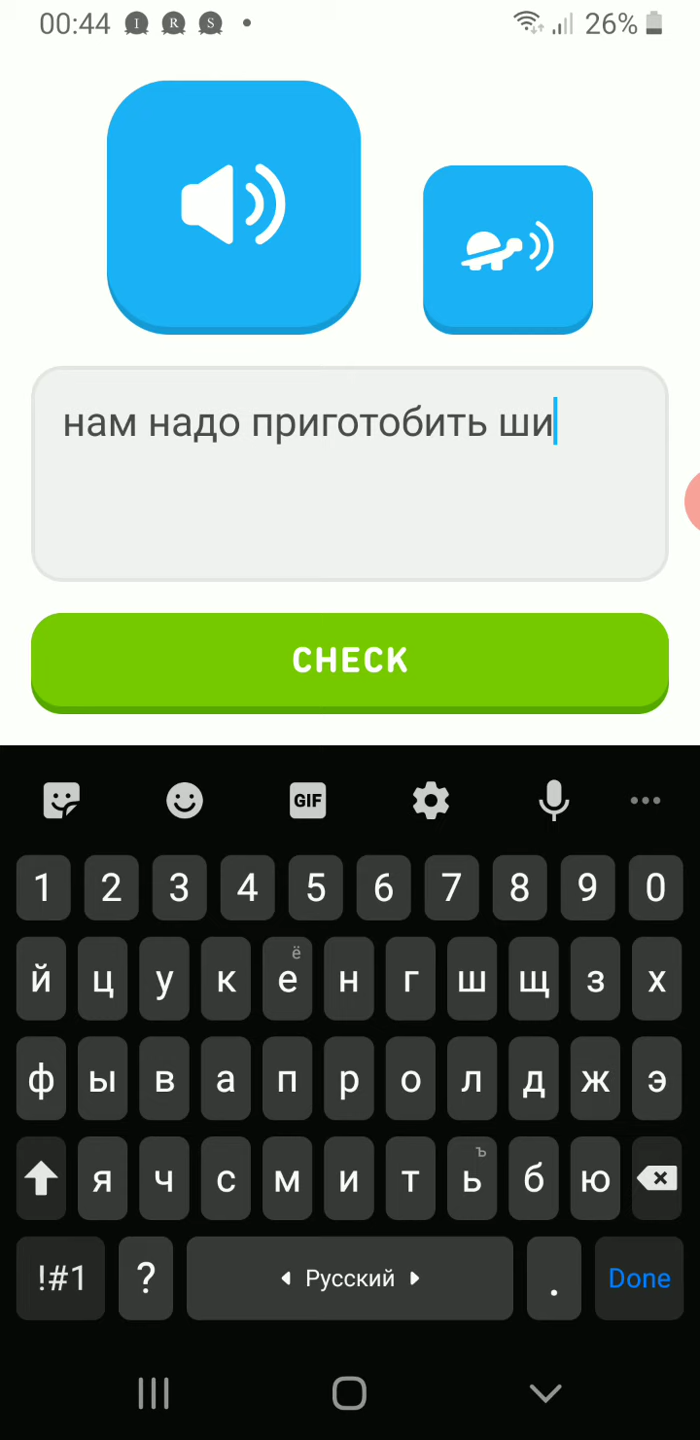 00:44 I R S 26%
нам надо приготобить ши
CHECK
GIF
1 2 3 4 5 6 7 8 9 0
ё
й ц у к е н г ш щ з х
ф ы в а п р о л д ж э
ъ
я ч с м и т ь б ю
!#1 ? Русский . Done